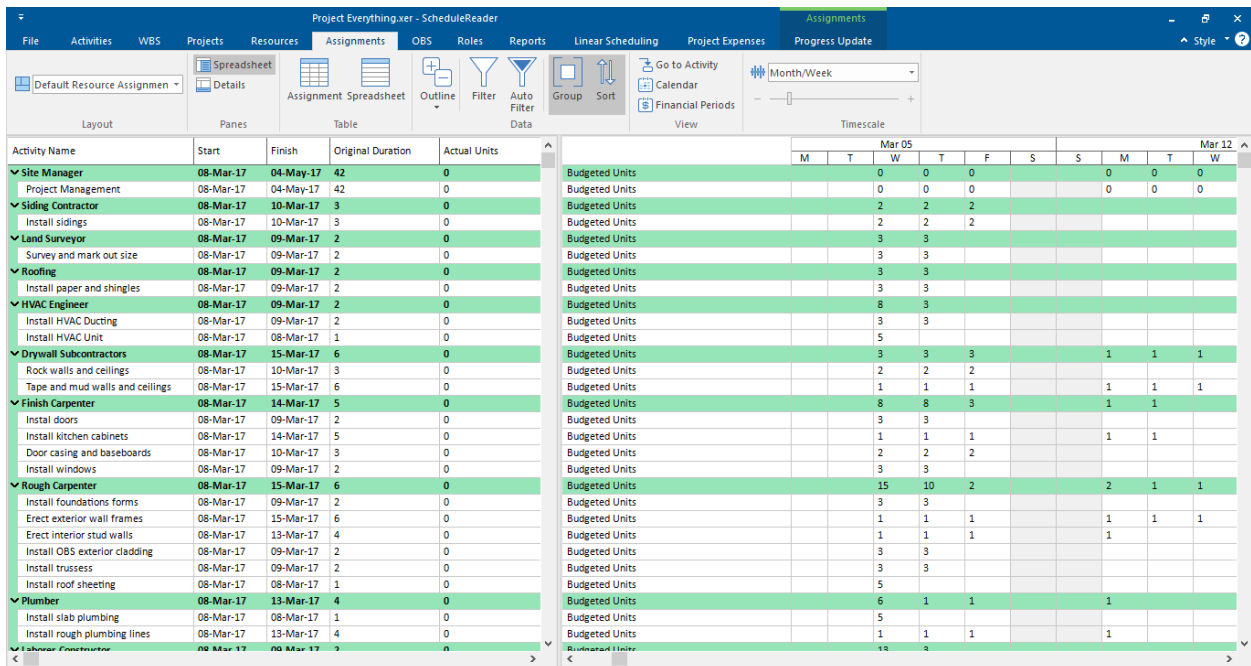 Project Everything.xer - ScheduleReader Assignments
File Activities WBS Projects Resources Assignments OBS Roles Reports Linear Scheduling Project Expenses Progress Update Style ?
Default Resource Assignmen
Layout
Spreadsheet
Details
Panes
Assignment Spreadsheet
Table
Outline Filter Auto Filter Group Sort
Data
Go to Activity
Calendar
Financial Periods
View
Month/Week
Timescale
Activity Name Start Finish Original Duration Actual Units Mar 05 Mar 12
M T W T F S S M T W
Site Manager 08-Mar-17 04-May-17 42 0 Budgeted Units 0 0 0 0 0 0
Project Management 08-Mar-17 04-May-17 42 0 Budgeted Units 0 0 0 0 0 0
Siding Contractor 08-Mar-17 10-Mar-17 3 0 Budgeted Units 2 2 2
Install sidings 08-Mar-17 10-Mar-17 3 0 Budgeted Units 2 2 2
Land Surveyor 08-Mar-17 09-Mar-17 2 0 Budgeted Units 3 3
Survey and mark out size 08-Mar-17 09-Mar-17 2 0 Budgeted Units 3 3
Roofing 08-Mar-17 09-Mar-17 2 0 Budgeted Units 3 3
Install paper and shingles 08-Mar-17 09-Mar-17 2 0 Budgeted Units 3 3
HVAC Engineer 08-Mar-17 09-Mar-17 2 0 Budgeted Units 8 3
Install HVAC Ducting 08-Mar-17 09-Mar-17 2 0 Budgeted Units 3 3
Install HVAC Unit 08-Mar-17 08-Mar-17 1 0 Budgeted Units 5
Drywall Subcontractors 08-Mar-17 15-Mar-17 6 0 Budgeted Units 3 3 3 1 1 1
Rock walls and ceilings 08-Mar-17 10-Mar-17 3 0 Budgeted Units 2 2 2
Tape and mud walls and ceilings 08-Mar-17 15-Mar-17 6 0 Budgeted Units 1 1 1 1 1 1
Finish Carpenter 08-Mar-17 14-Mar-17 5 0 Budgeted Units 8 8 3 1 1
Instal doors 08-Mar-17 09-Mar-17 2 0 Budgeted Units 3 3
Install kitchen cabinets 08-Mar-17 14-Mar-17 5 0 Budgeted Units 1 1 1 1 1
Door casing and baseboards 08-Mar-17 10-Mar-17 3 0 Budgeted Units 2 2 2
Install windows 08-Mar-17 09-Mar-17 2 0 Budgeted Units 3 3
Rough Carpenter 08-Mar-17 15-Mar-17 6 0 Budgeted Units 15 10 2 2 1 1
Install foundations forms 08-Mar-17 09-Mar-17 2 0 Budgeted Units 3 3
Erect exterior wall frames 08-Mar-17 15-Mar-17 6 0 Budgeted Units 1 1 1 1 1 1
Erect interior stud walls 08-Mar-17 13-Mar-17 4 0 Budgeted Units 1 1 1 1
Install OBS exterior cladding 08-Mar-17 09-Mar-17 2 0 Budgeted Units 3 3
Install trussess 08-Mar-17 09-Mar-17 2 0 Budgeted Units 3 3
Install roof sheeting 08-Mar-17 08-Mar-17 1 0 Budgeted Units 5
Plumber 08-Mar-17 13-Mar-17 4 0 Budgeted Units 6 1 1 1
Install slab plumbing 08-Mar-17 08-Mar-17 1 0 Budgeted Units 5
Install rough plumbing lines 08-Mar-17 13-Mar-17 4 0 Budgeted Units 1 1 1 1
Laborer Constructor 08-Mar-17 09-Mar-17 2 0 Budgeted Units 13 3